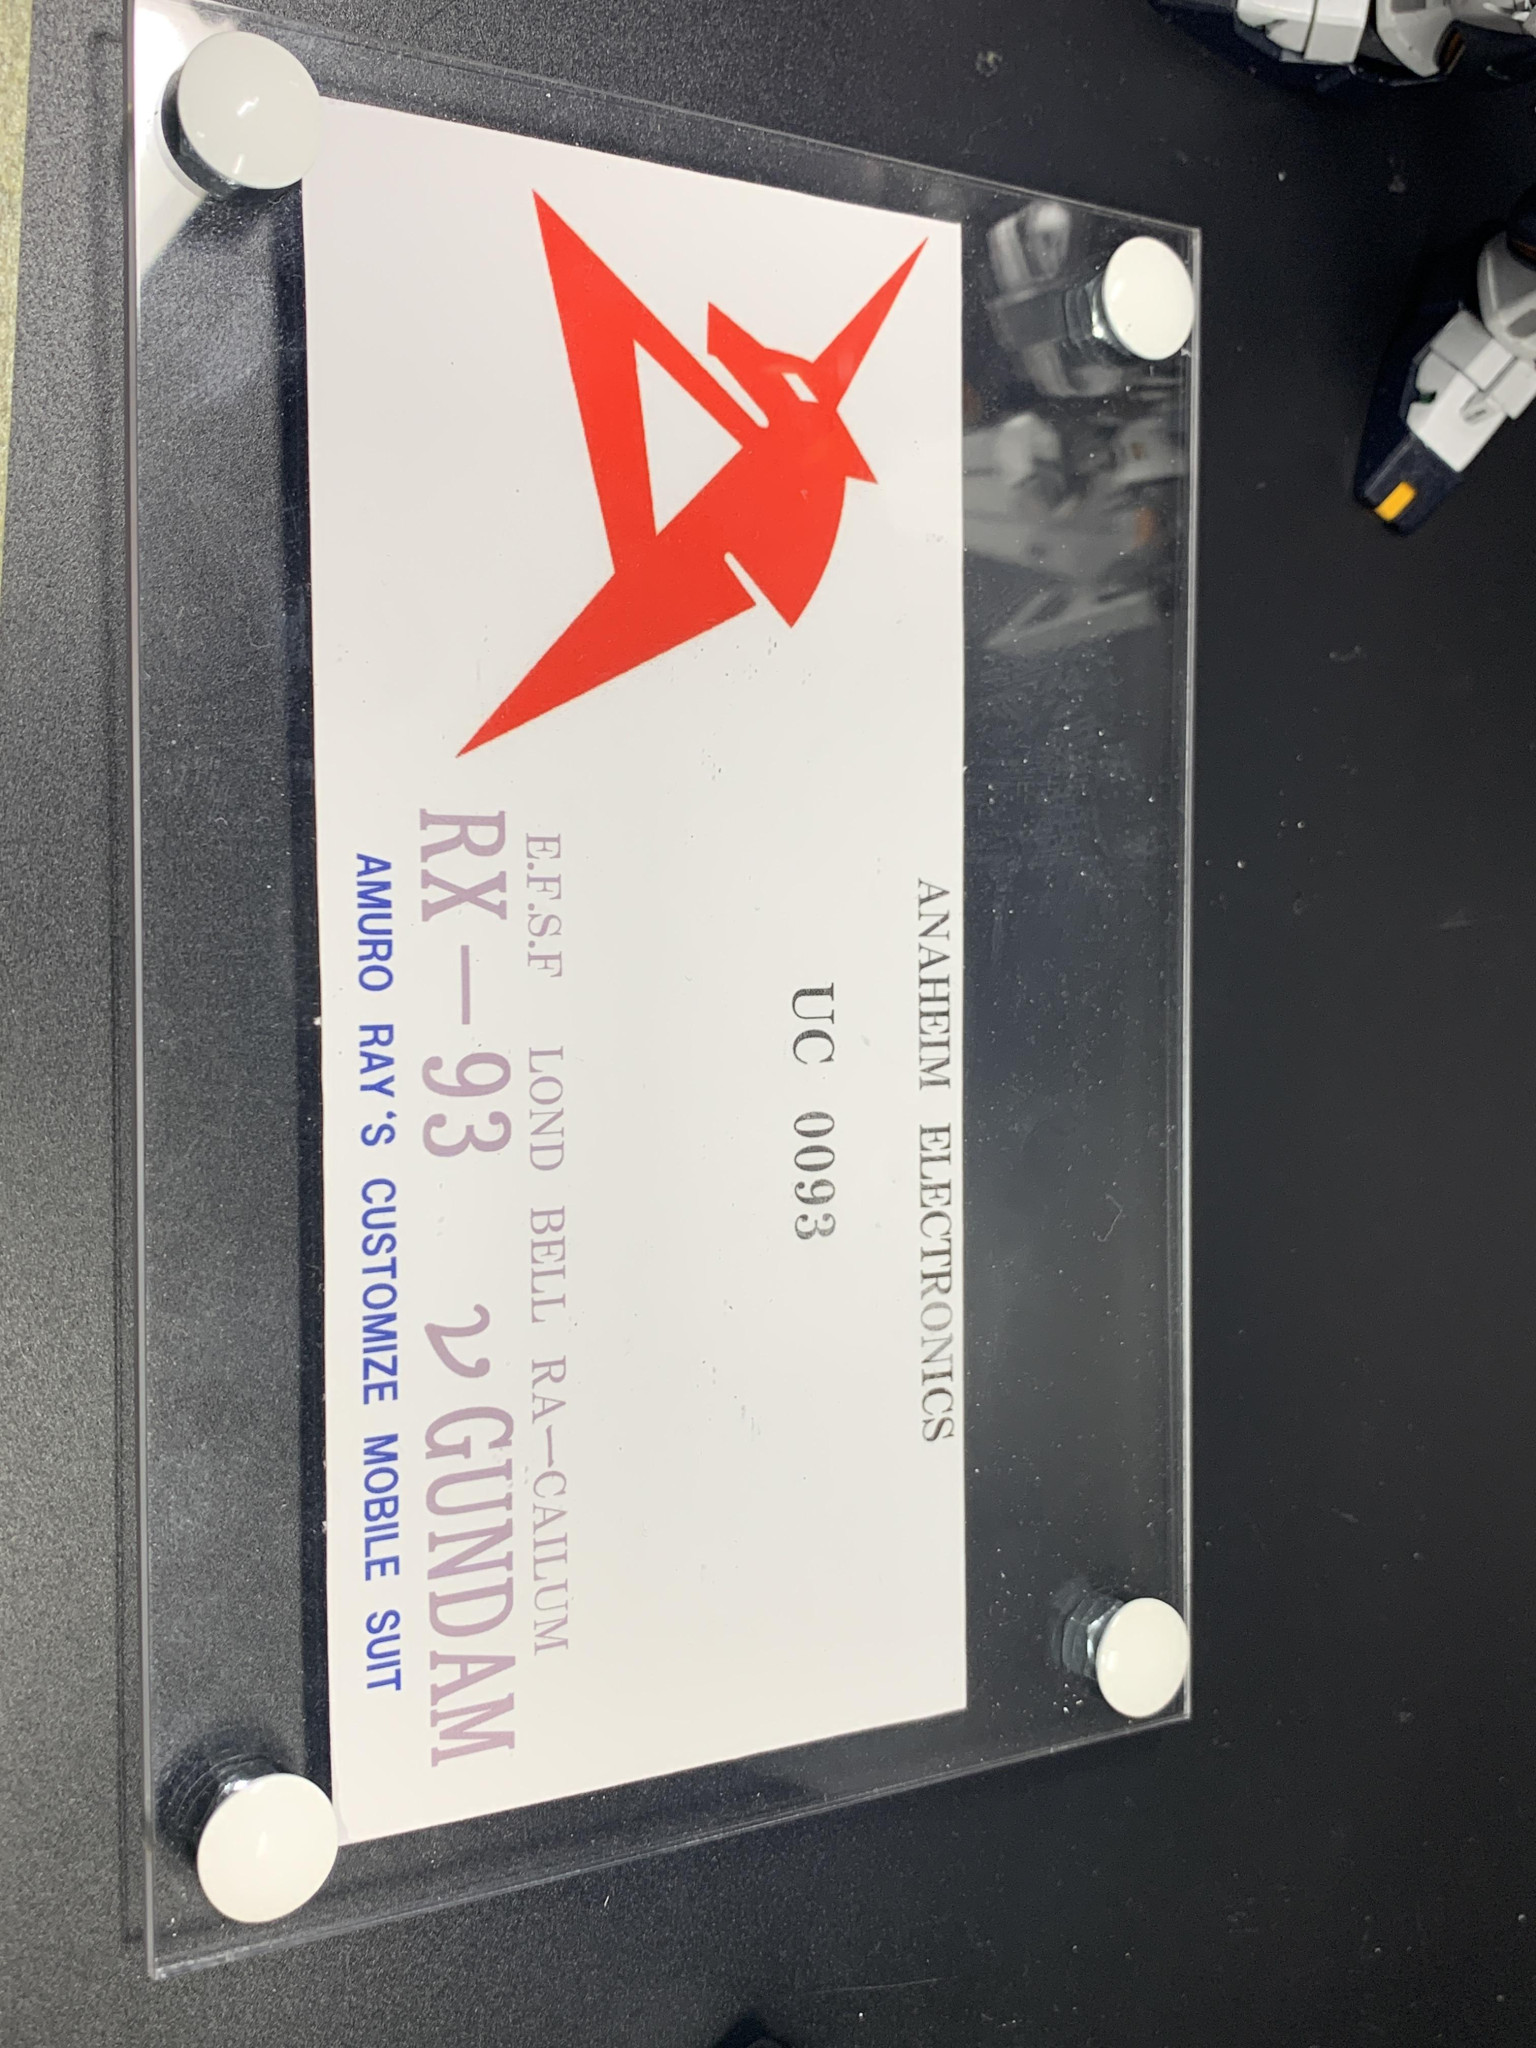 ANAHEIM ELECTRONICS
UC 0093
E.F.S.F LOND BELL RA—CAILUM
RX—93 νGUNDAM
AMURO RAY'S CUSTOMIZE MOBILE SUIT